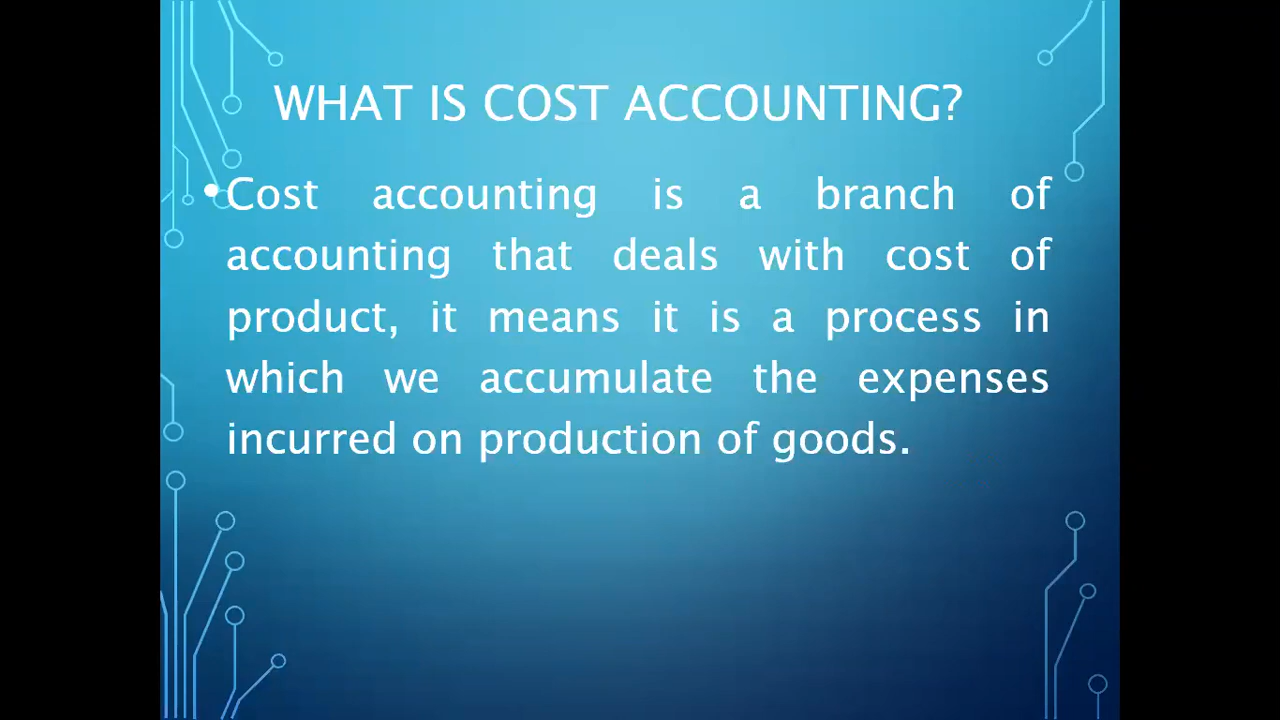 WHAT IS COST ACCOUNTING?
•Cost accounting is a branch of
accounting that deals with cost of
product, it means it is a process in
which we accumulate the expenses
incurred on production of goods.